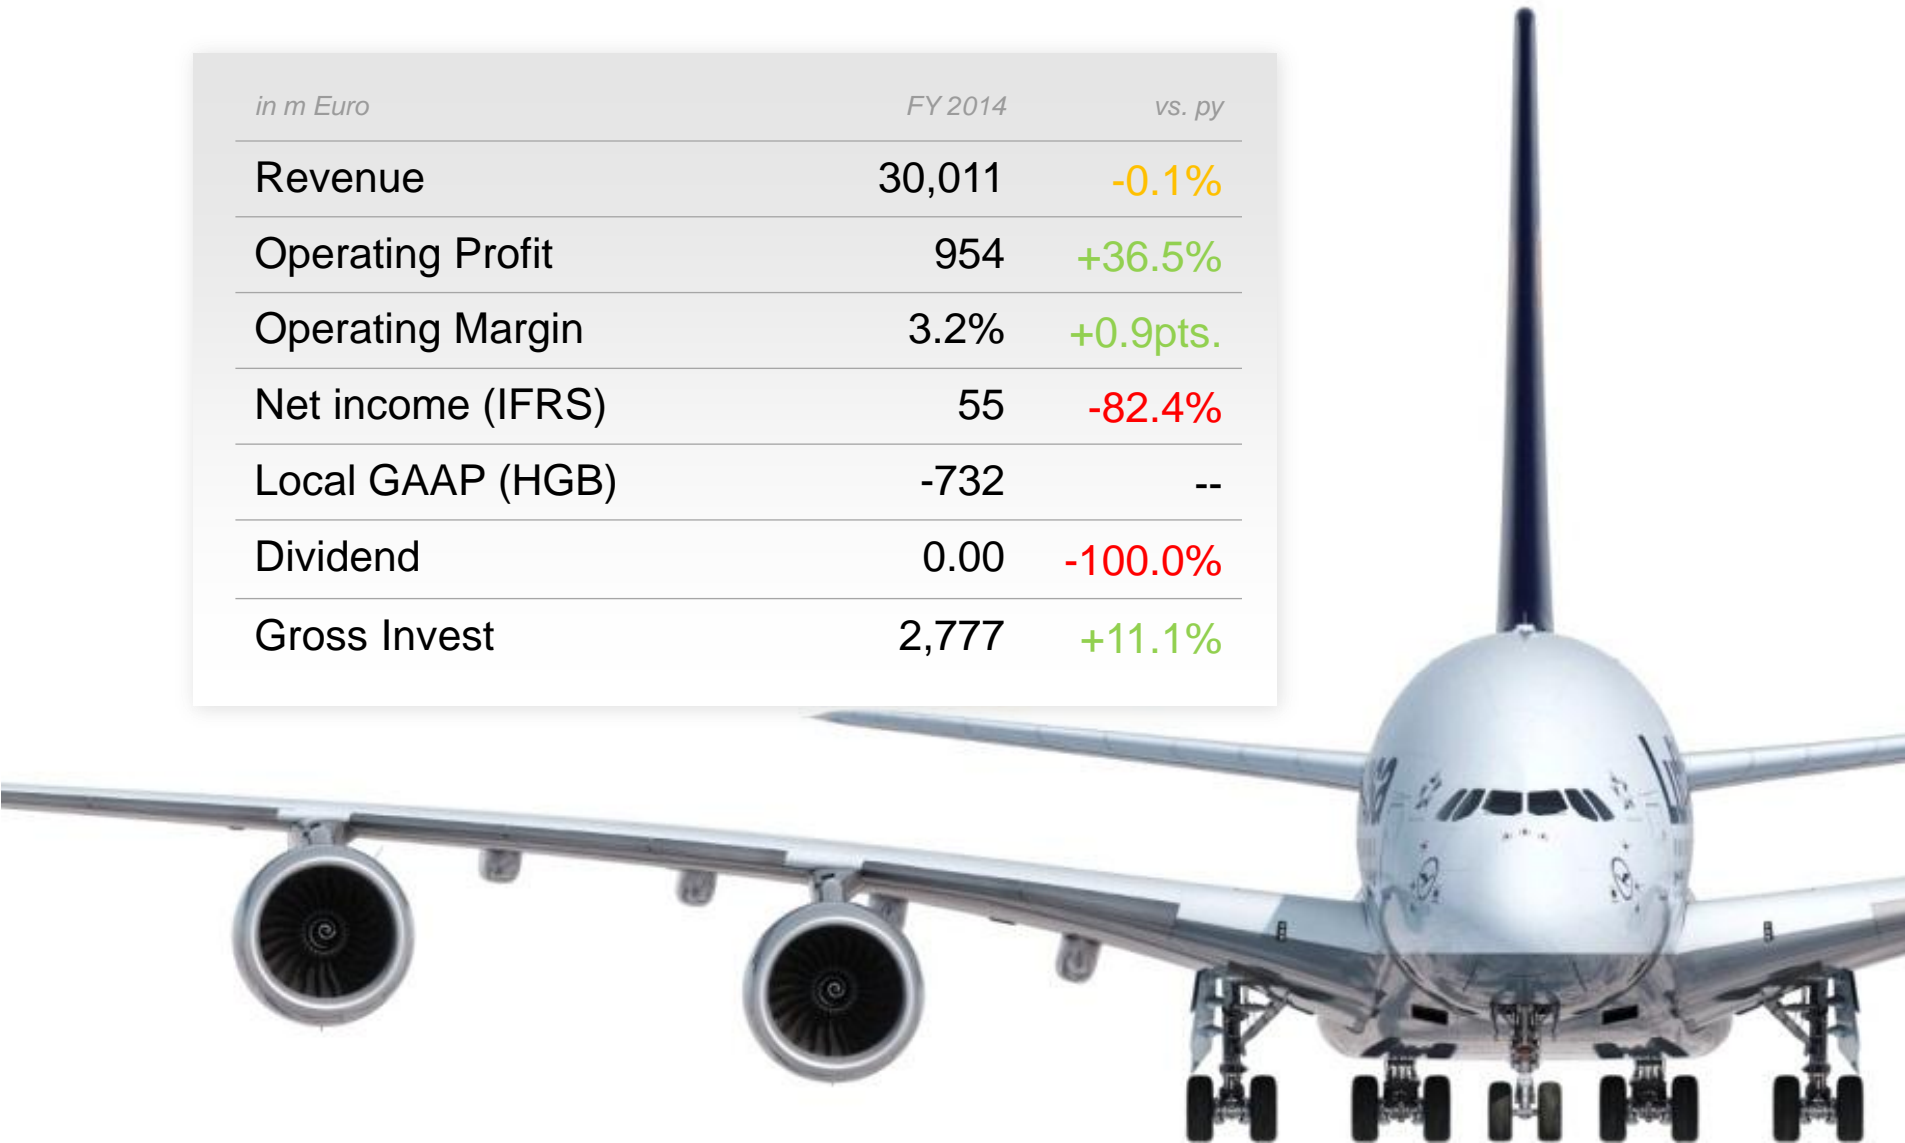 in m Euro FY 2014 vs. py
Revenue 30,011 -0.1%
Operating Profit 954 +36.5%
Operating Margin 3.2% +0.9pts.
Net income (IFRS) 55 -82.4%
Local GAAP (HGB) -732 --
Dividend 0.00 -100.0%
Gross Invest 2,777 +11.1%